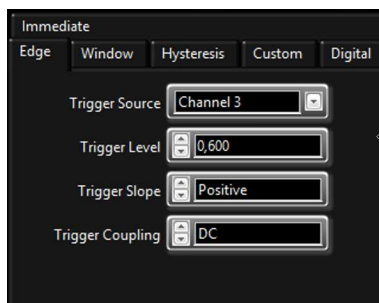 Immediate
Edge Window Hysteresis Custom Digital
Trigger Source Channel 3
Trigger Level 0,600
Trigger Slope Positive
Trigger Coupling DC